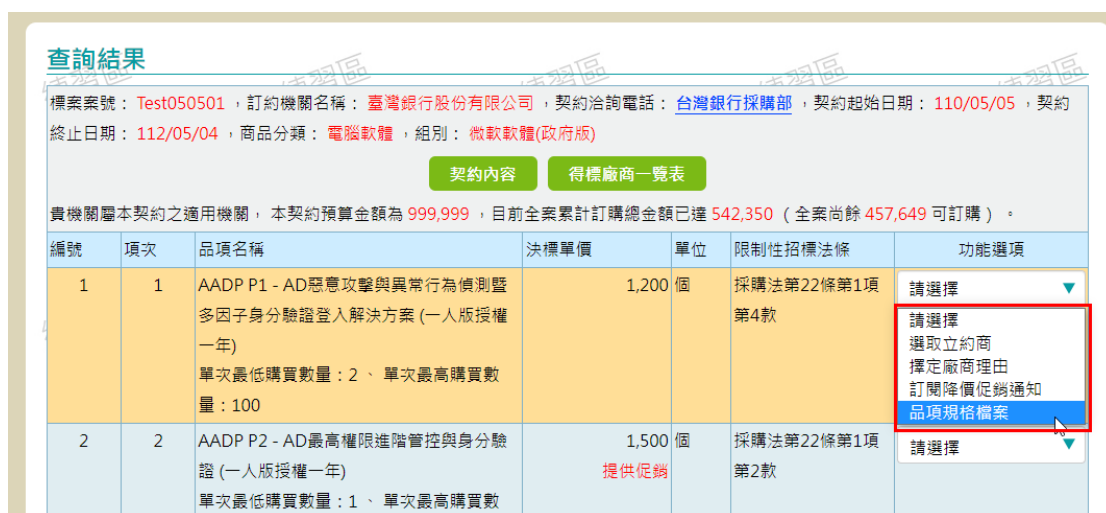 查詢結果
標案案號： Test050501 ，訂約機關名稱： 臺灣銀行股份有限公司 ，契約洽詢電話： 台灣銀行採購部 ，契約起始日期： 110/05/05 ，契約
終止日期： 112/05/04 ，商品分類： 電腦軟體 ，組別： 微軟軟體(政府版)
契約內容 得標廠商一覽表
貴機關屬本契約之適用機關， 本契約預算金額為 999,999 ，目前全案累計訂購總金額已達 542,350 （ 全案尚餘 457,649 可訂購 ） 。
編號 項次 品項名稱 決標單價 單位 限制性招標法條 功能選項
1 1 AADP P1 - AD惡意攻擊與異常行為偵測暨 1,200 個 採購法第22條第1項 請選擇
多因子身分驗證登入解決方案 (一人版授權 第4款 請選擇
一年) 選取立約商
擇定廠商理由
單次最低購買數量：2 、 單次最高購買數 訂閱降價促銷通知
量：100 品項規格檔案
2 2 AADP P2 - AD最高權限進階管控與身分驗 1,500 個 採購法第22條第1項 請選擇
證 (一人版授權一年) 提供促銷 第2款
單次最低購買數量：1 、 單次最高購買數